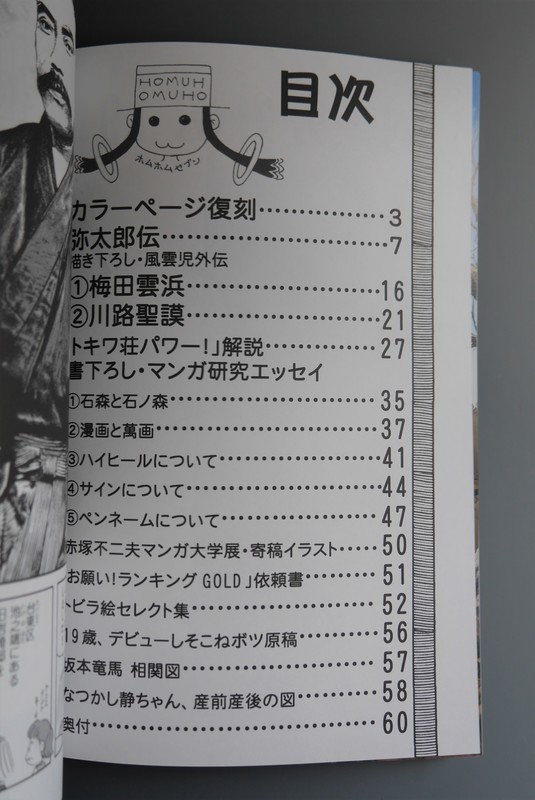 HOMUH
OMUHO
目次
ホムホムセイン
カラーページ復刻 3
弥太郎伝 7
描き下ろし・風雲児外伝
①梅田雲浜 16
②川路聖謨 21
トキワ荘パワー!」解説 27
書下ろし・マンガ研究エッセイ
①石森と石ノ森 35
②漫画と萬画 37
③ハイヒールについて 41
④サインについて 44
⑤ペンネームについて 47
赤塚不二夫マンガ大学展・寄稿イラスト 50
お願い!ランキング GOLD」依頼書 51
トビラ絵セレクト集 52
19歳、デビューしそこねボツ原稿 56
坂本竜馬 相関図 57
なつかし静ちゃん、産前産後の図 58
奥付 60
台東区
池之端にある